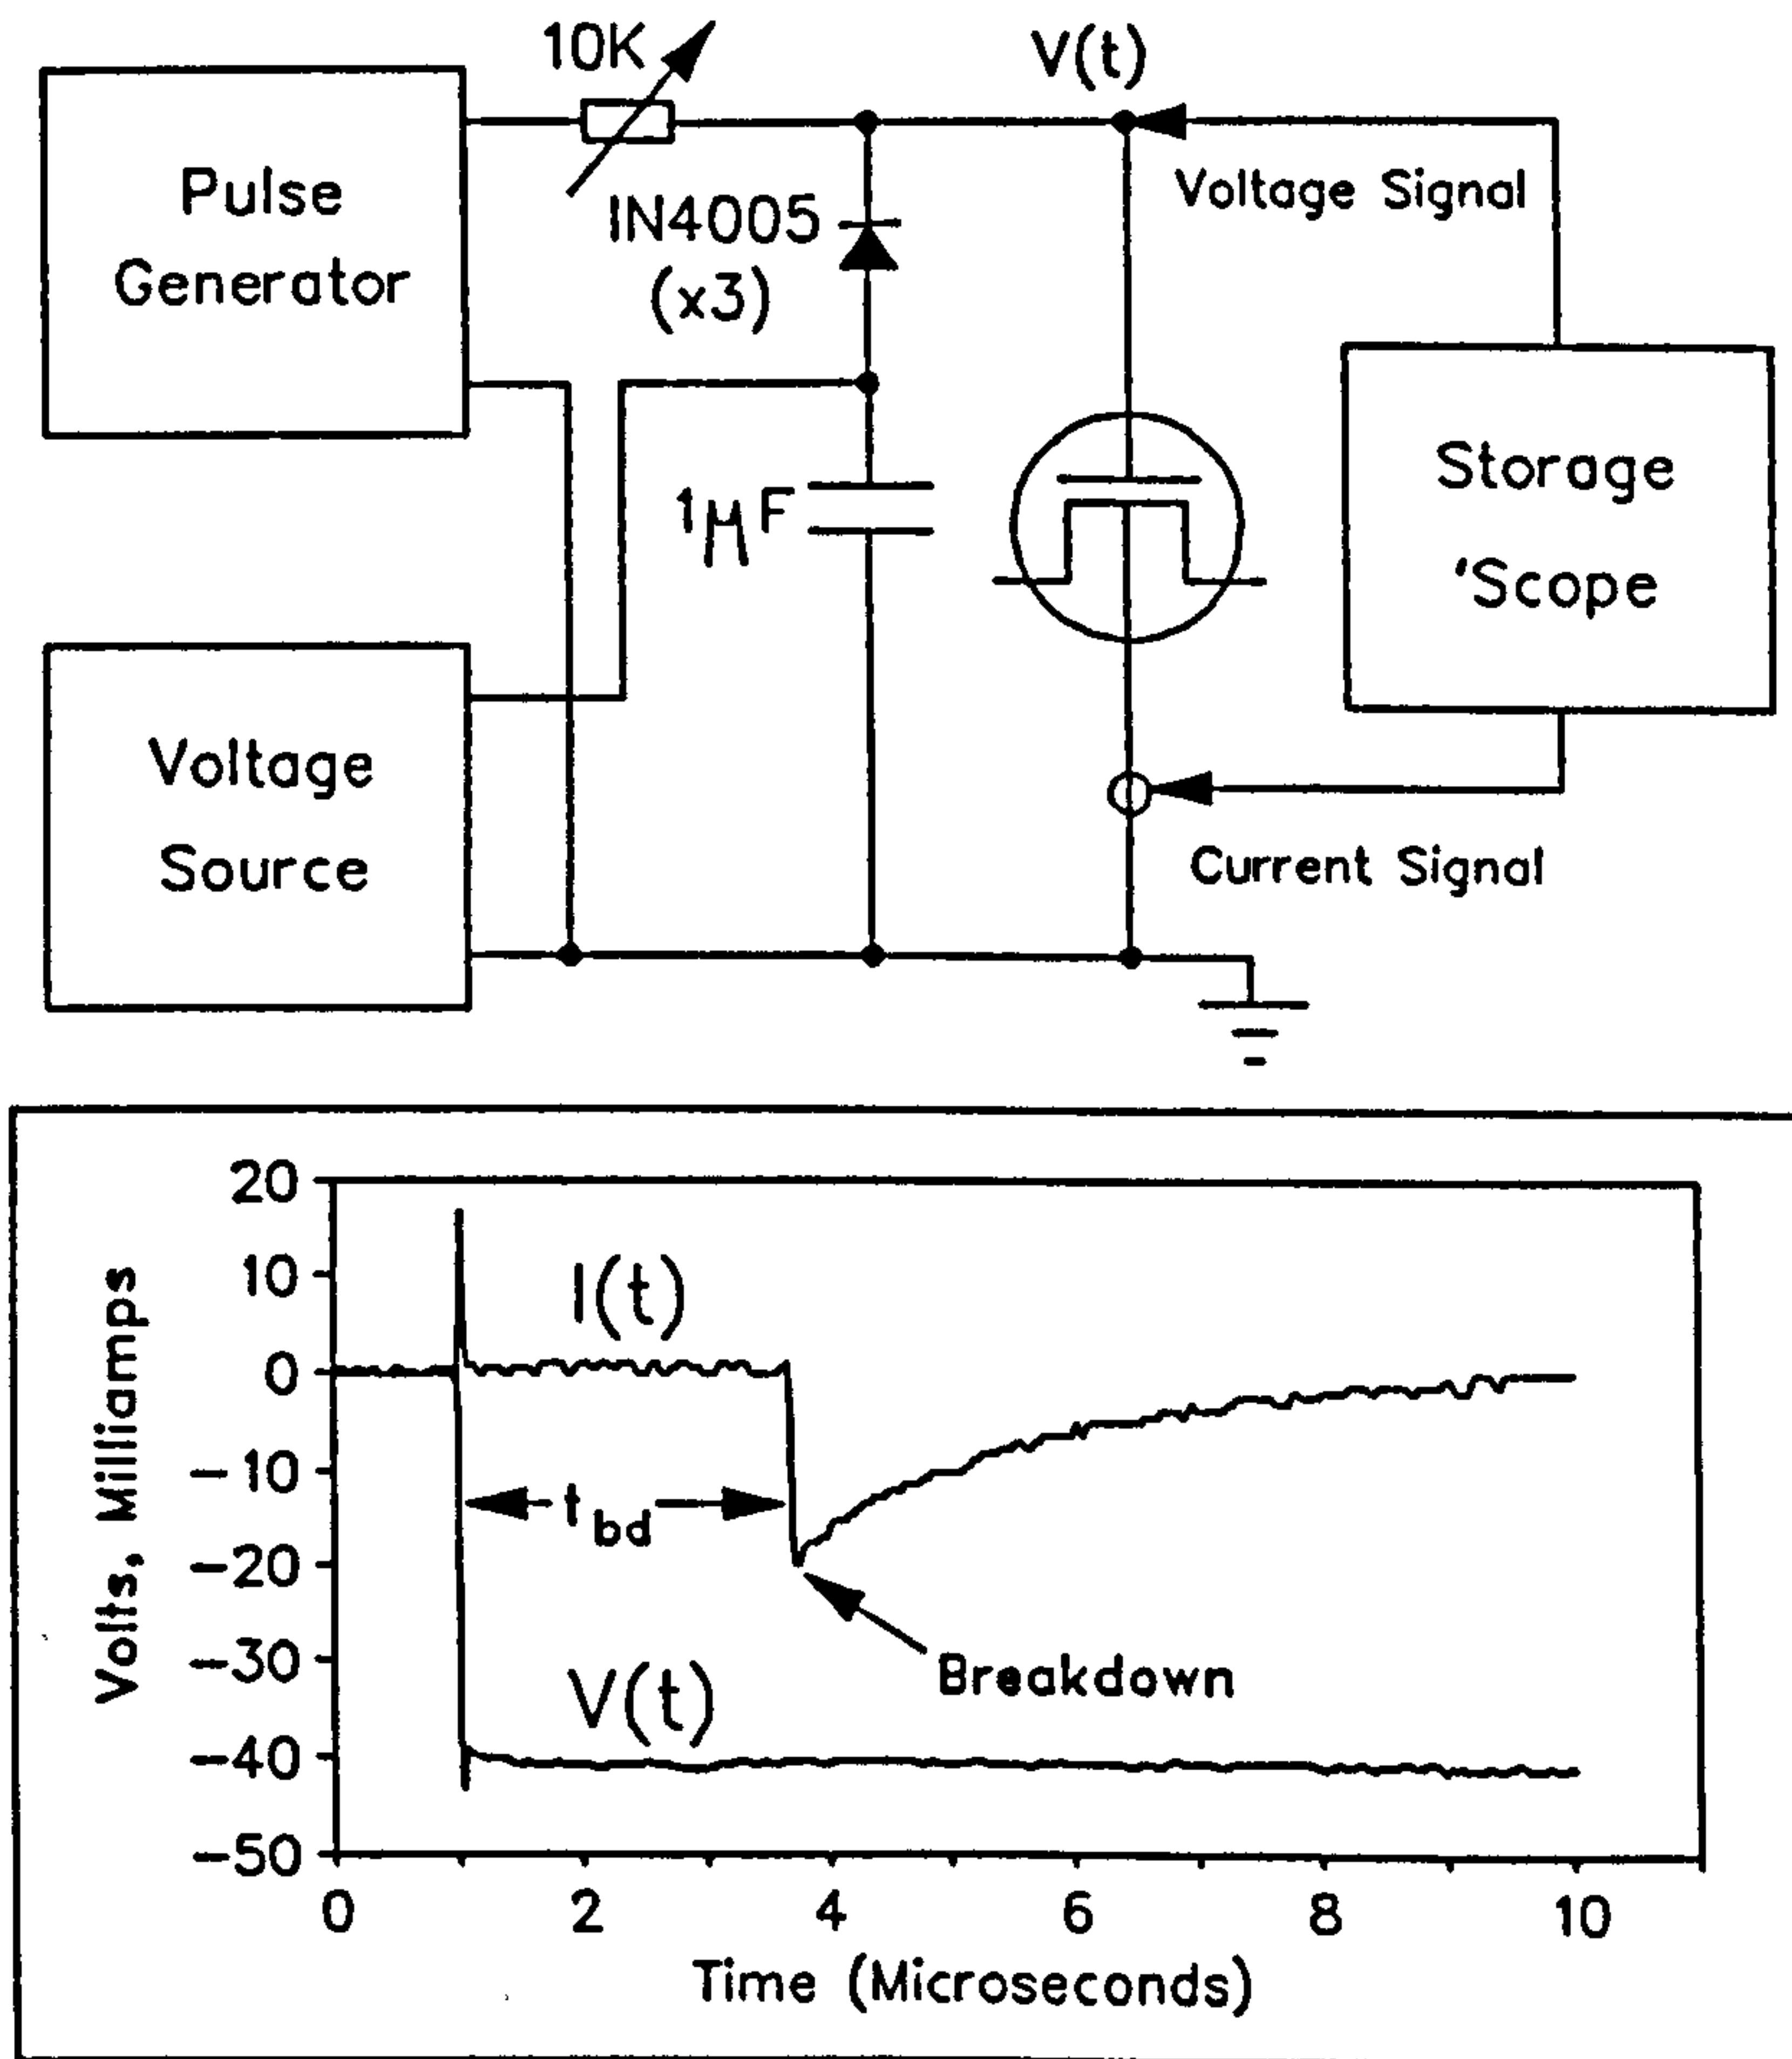 10K
V(t)
Pulse
Generator
IN4005
(x3)
Voltage Signal
1μF
Storage
'Scope
Voltage
Source
Current Signal
20
10
0
-10
-20
-30
-40
-50
Volts, Milliamps
I(t)
t bd
Breakdown
V(t)
0 2 4 6 8 10
Time (Microseconds)